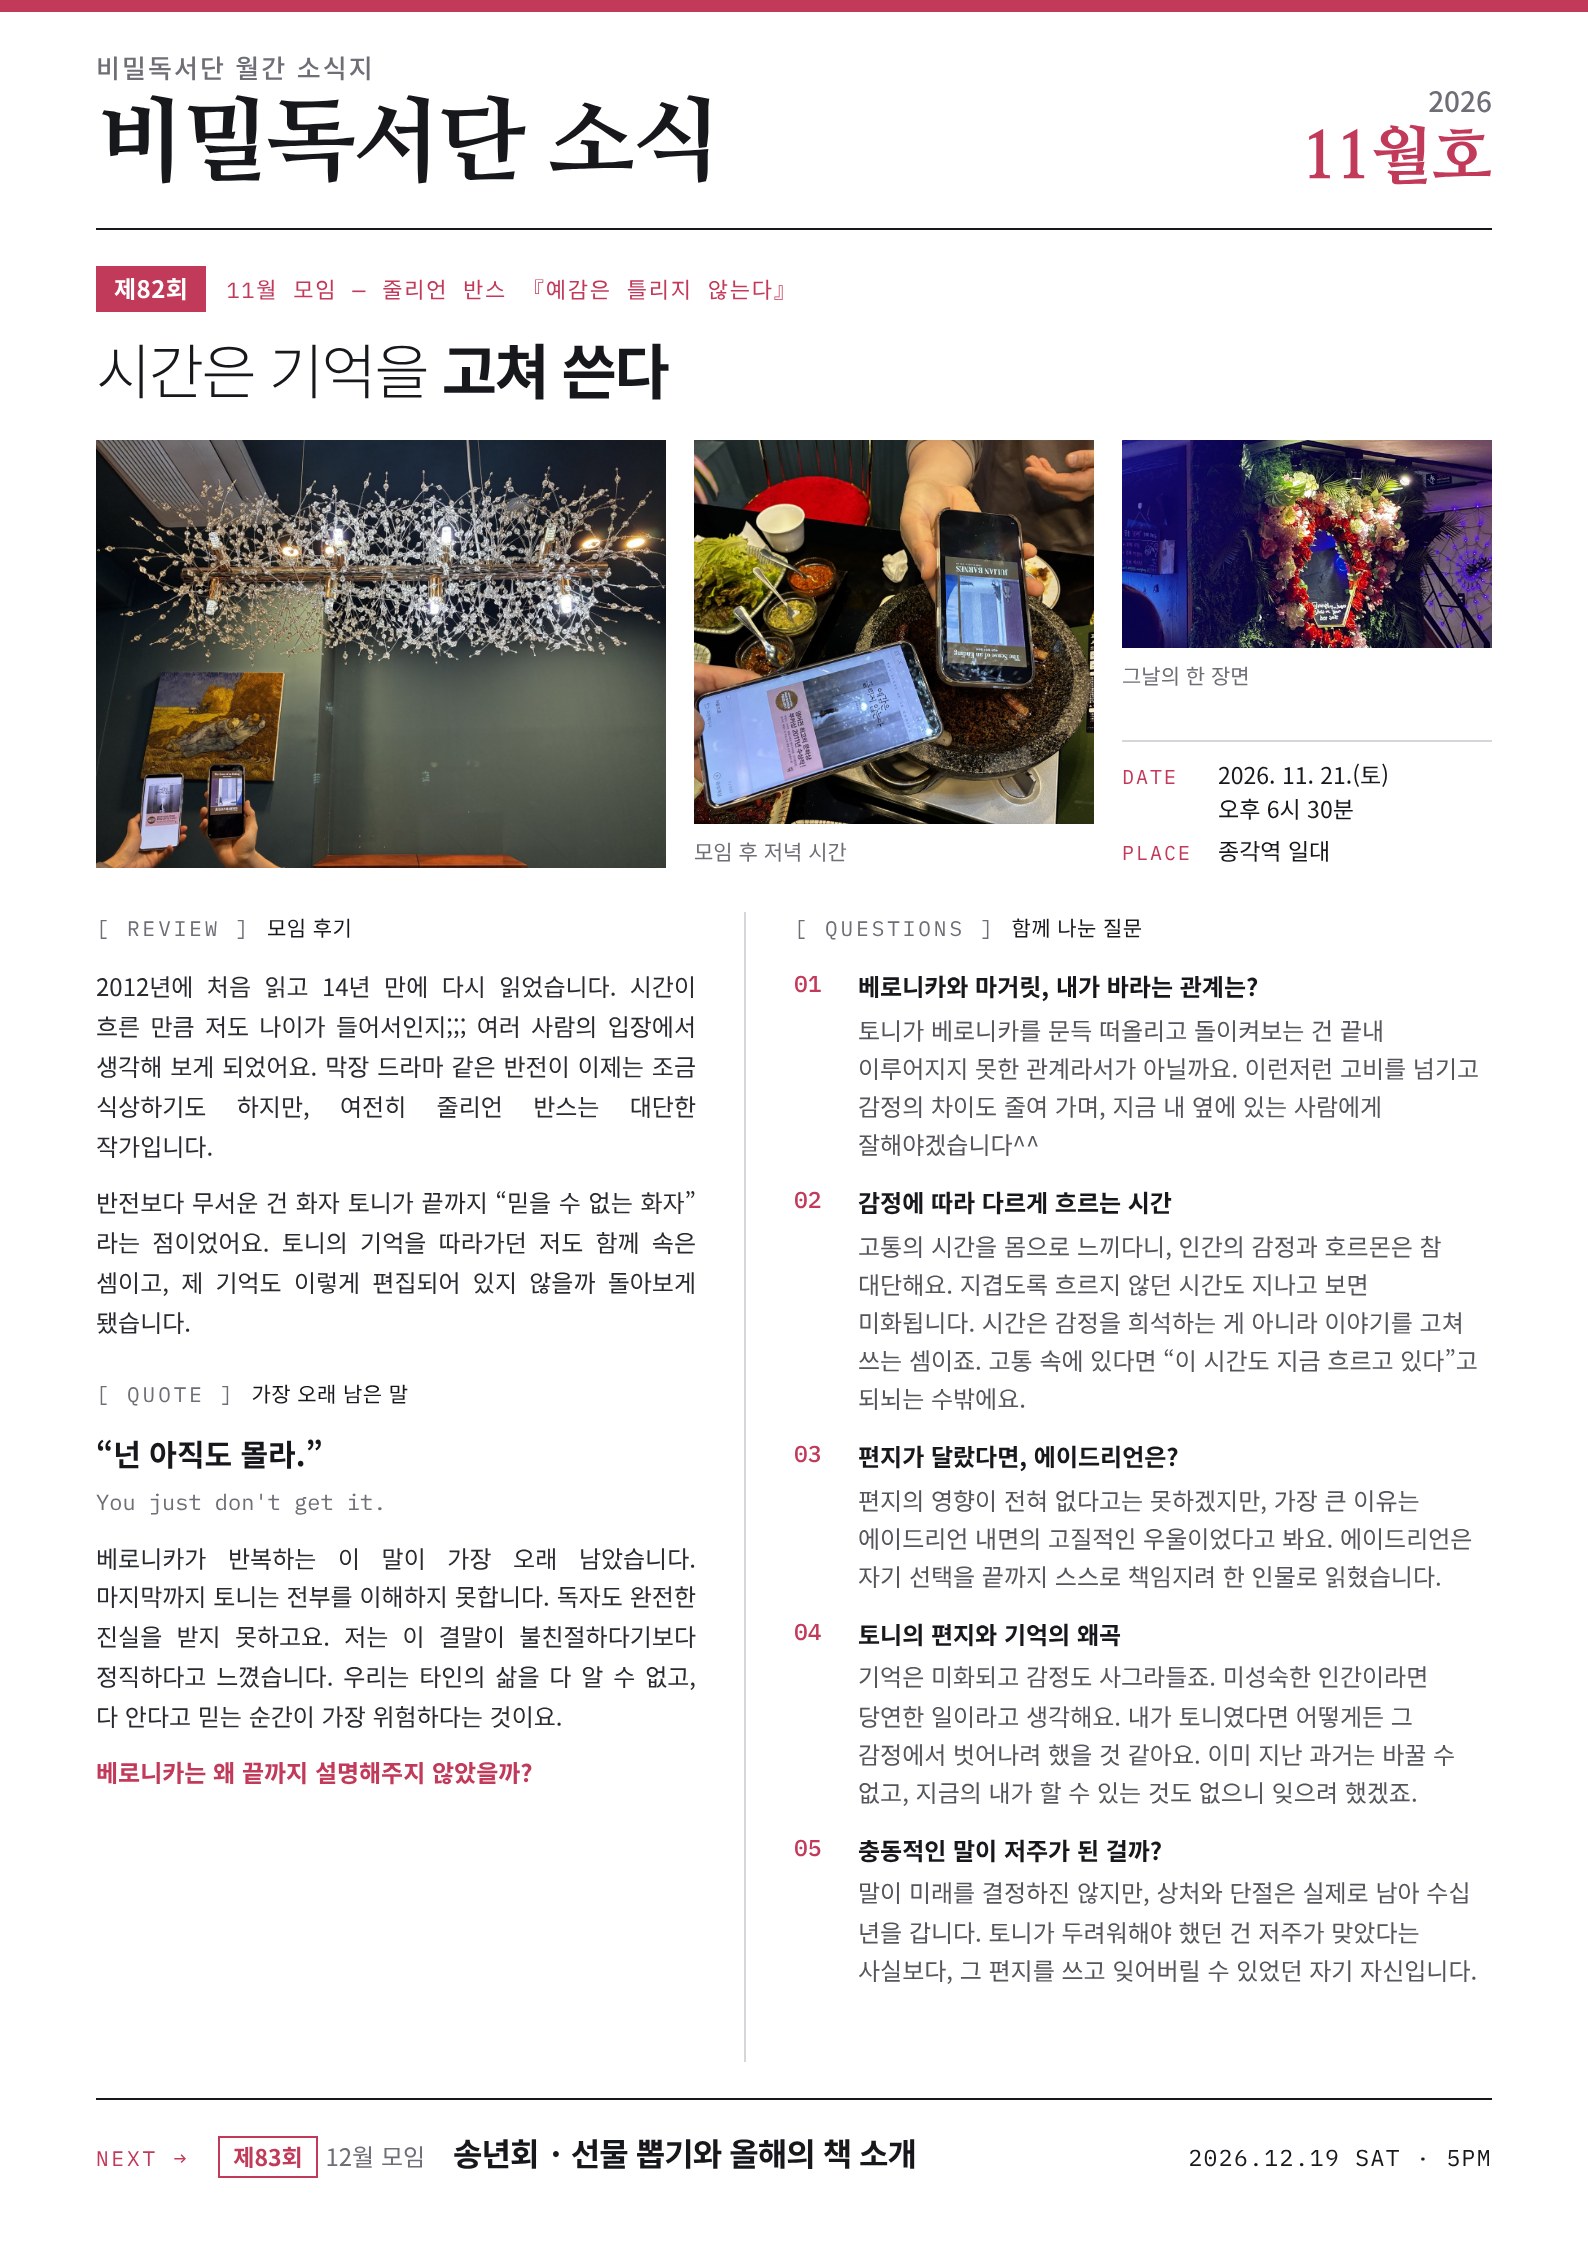 비밀독서단 월간 소식지
비밀독서단 소식
2026
11월호
제82회 11월 모임 – 줄리언 반스 『예감은 틀리지 않는다』
시간은 기억을 고쳐 쓴다
JULIAN BARNES
The Sense of an Ending
그날의 한 장면
모임 후 저녁 시간
DATE 2026. 11. 21.(토)
오후 6시 30분
PLACE 종각역 일대
[ REVIEW ] 모임 후기
2012년에 처음 읽고 14년 만에 다시 읽었습니다. 시간이
흐른 만큼 저도 나이가 들어서인지;;; 여러 사람의 입장에서
생각해 보게 되었어요. 막장 드라마 같은 반전이 이제는 조금
식상하기도 하지만, 여전히 줄리언 반스는 대단한
작가입니다.
반전보다 무서운 건 화자 토니가 끝까지 “믿을 수 없는 화자”
라는 점이었어요. 토니의 기억을 따라가던 저도 함께 속은
셈이고, 제 기억도 이렇게 편집되어 있지 않을까 돌아보게
됐습니다.
[ QUOTE ] 가장 오래 남은 말
“넌 아직도 몰라.”
You just don't get it.
베로니카가 반복하는 이 말이 가장 오래 남았습니다.
마지막까지 토니는 전부를 이해하지 못합니다. 독자도 완전한
진실을 받지 못하고요. 저는 이 결말이 불친절하다기보다
정직하다고 느꼈습니다. 우리는 타인의 삶을 다 알 수 없고,
다 안다고 믿는 순간이 가장 위험하다는 것이요.
베로니카는 왜 끝까지 설명해주지 않았을까?
[ QUESTIONS ] 함께 나눈 질문
01 베로니카와 마거릿, 내가 바라는 관계는?
토니가 베로니카를 문득 떠올리고 돌이켜보는 건 끝내
이루어지지 못한 관계라서가 아닐까요. 이런저런 고비를 넘기고
감정의 차이도 줄여 가며, 지금 내 옆에 있는 사람에게
잘해야겠습니다^^
02 감정에 따라 다르게 흐르는 시간
고통의 시간을 몸으로 느끼다니, 인간의 감정과 호르몬은 참
대단해요. 지겹도록 흐르지 않던 시간도 지나고 보면
미화됩니다. 시간은 감정을 희석하는 게 아니라 이야기를 고쳐
쓰는 셈이죠. 고통 속에 있다면 “이 시간도 지금 흐르고 있다”고
되뇌는 수밖에요.
03 편지가 달랐다면, 에이드리언은?
편지의 영향이 전혀 없다고는 못하겠지만, 가장 큰 이유는
에이드리언 내면의 고질적인 우울이었다고 봐요. 에이드리언은
자기 선택을 끝까지 스스로 책임지려 한 인물로 읽혔습니다.
04 토니의 편지와 기억의 왜곡
기억은 미화되고 감정도 사그라들죠. 미성숙한 인간이라면
당연한 일이라고 생각해요. 내가 토니였다면 어떻게든 그
감정에서 벗어나려 했을 것 같아요. 이미 지난 과거는 바꿀 수
없고, 지금의 내가 할 수 있는 것도 없으니 잊으려 했겠죠.
05 충동적인 말이 저주가 된 걸까?
말이 미래를 결정하진 않지만, 상처와 단절은 실제로 남아 수십
년을 갑니다. 토니가 두려워해야 했던 건 저주가 맞았다는
사실보다, 그 편지를 쓰고 잊어버릴 수 있었던 자기 자신입니다.
NEXT → 제83회 12월 모임 송년회 · 선물 뽑기와 올해의 책 소개
2026.12.19 SAT · 5PM